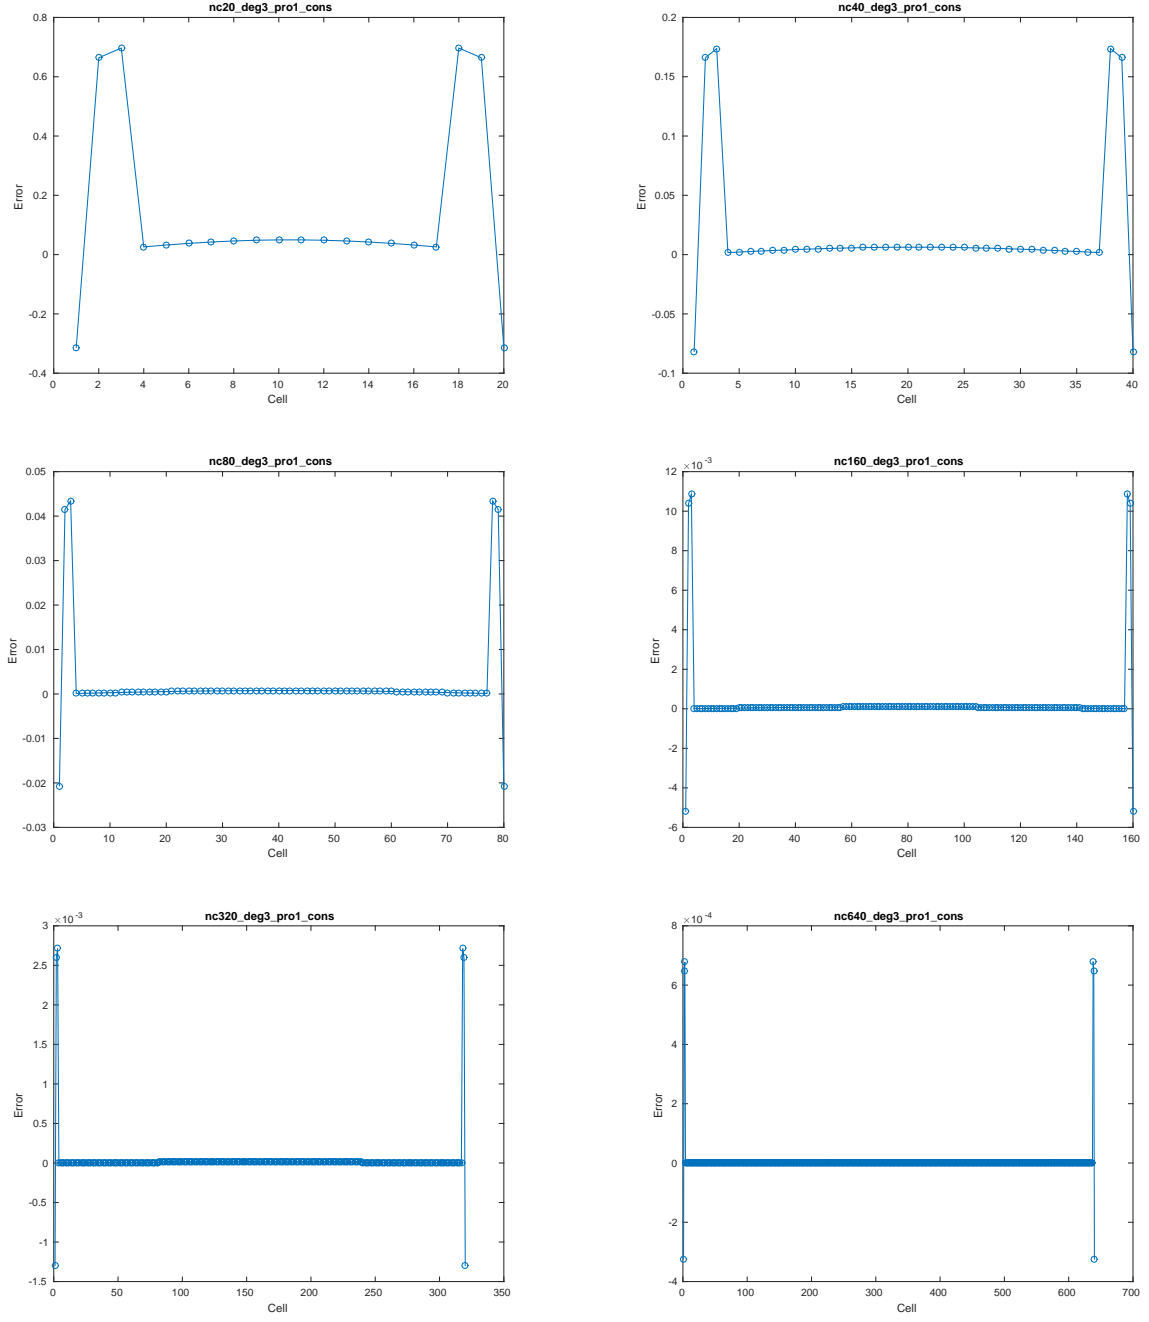 nc20_deg3_pro1_cons
0.8
0.6
0.4
0.2
0
-0.2
-0.4
Error
0 2 4 6 8 10 12 14 16 18 20
Cell
nc40_deg3_pro1_cons
0.2
0.15
0.1
0.05
0
-0.05
-0.1
Error
0 5 10 15 20 25 30 35 40
Cell
nc80_deg3_pro1_cons
0.05
0.04
0.03
0.02
0.01
0
-0.01
-0.02
-0.03
Error
0 10 20 30 40 50 60 70 80
Cell
nc160_deg3_pro1_cons
×10⁻³
12
10
8
6
4
2
0
-2
-4
-6
Error
0 20 40 60 80 100 120 140 160
Cell
nc320_deg3_pro1_cons
×10⁻³
3
2.5
2
1.5
1
0.5
0
-0.5
-1
-1.5
Error
0 50 100 150 200 250 300 350
Cell
nc640_deg3_pro1_cons
×10⁻⁴
8
6
4
2
0
-2
-4
Error
0 100 200 300 400 500 600 700
Cell